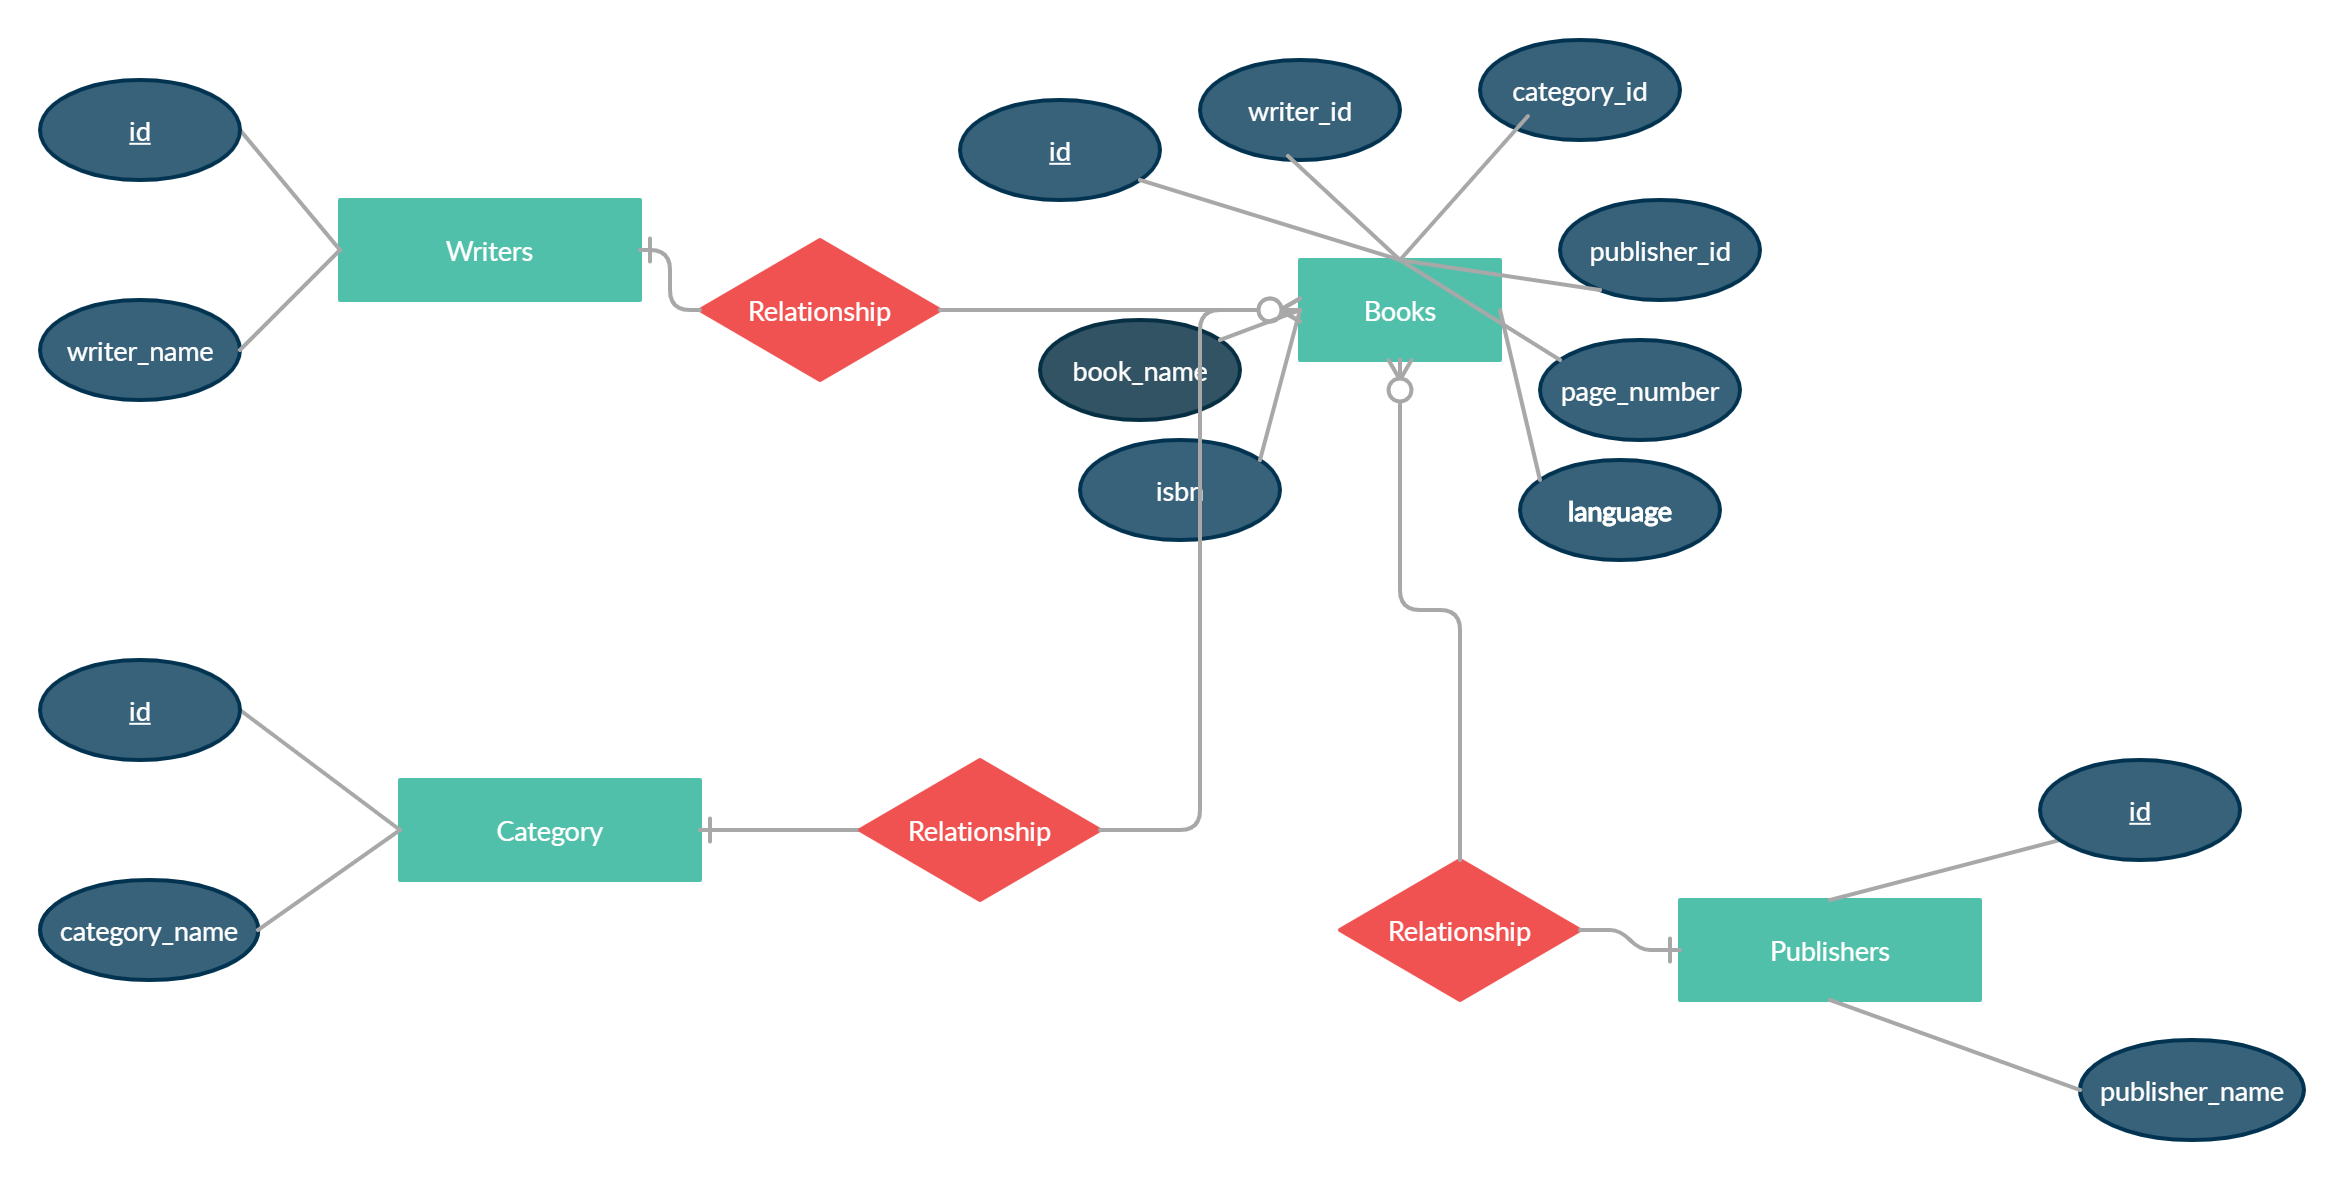 category_id
writer_id
id
id
Writers
publisher_id
Relationship
Books
writer_name
book_name
page_number
isbn
language
id
id
Category
Relationship
category_name
Relationship
Publishers
publisher_name